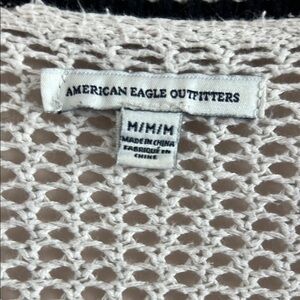 AMERICAN EAGLE OUTFITTERS
M/M/M
MADE IN CHINA
FABRIQUÉ EN
CHINE